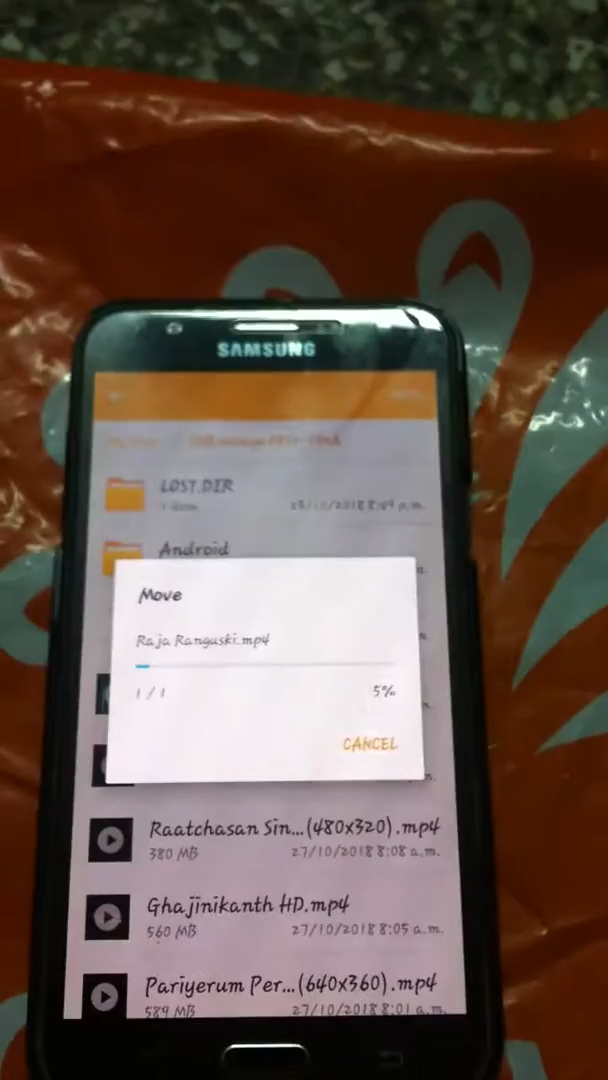 SAMSUNG
LOST.DIR
Android
Move
Raja Ranguski.mp4
1 / 1 5%
CANCEL
Raatchasan Sin...(480x320).mp4
380 MB 27/10/2018 8:08 a.m.
Ghajinikanth HD.mp4
560 MB 27/10/2018 8:05 a.m.
Pariyerum Per...(640x360).mp4
589 MB 27/10/2018 8:01 a.m.